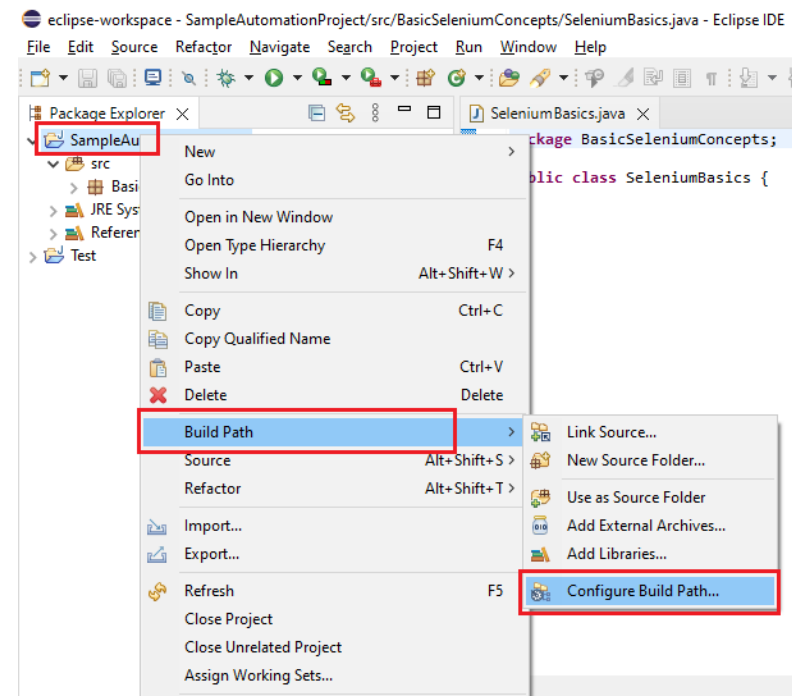 eclipse-workspace - SampleAutomationProject/src/BasicSeleniumConcepts/SeleniumBasics.java - Eclipse IDE
File Edit Source Refactor Navigate Search Project Run Window Help
Package Explorer
SeleniumBasics.java
SampleAu
src
Basi
JRE Sys
Referen
Test
ckage BasicSeleniumConcepts;
blic class SeleniumBasics {
New
Go Into
Open in New Window
Open Type Hierarchy F4
Show In Alt+Shift+W >
Copy Ctrl+C
Copy Qualified Name
Paste Ctrl+V
Delete Delete
Build Path >
Source Alt+Shift+S >
Refactor Alt+Shift+T >
Import...
Export...
Refresh F5
Close Project
Close Unrelated Project
Assign Working Sets...
Link Source...
New Source Folder...
Use as Source Folder
Add External Archives...
Add Libraries...
Configure Build Path...